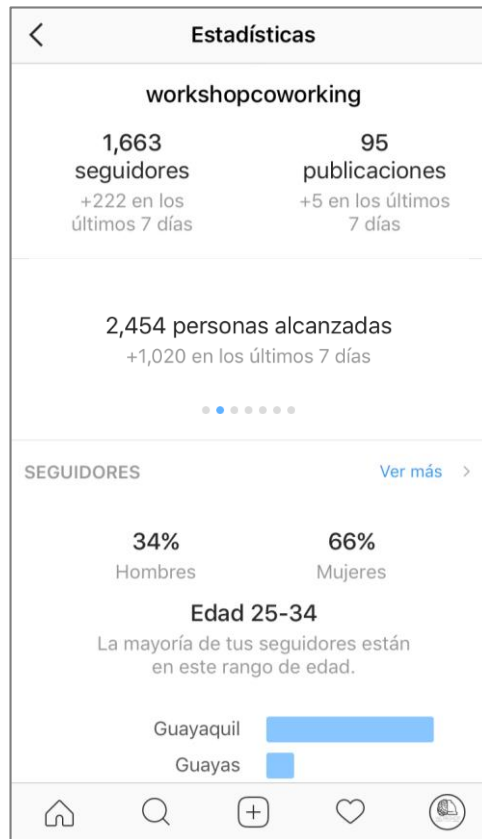 Estadísticas
workshopcoworking
1,663
seguidores
+222 en los
últimos 7 días
95
publicaciones
+5 en los últimos
7 días
2,454 personas alcanzadas
+1,020 en los últimos 7 días
SEGUIDORES
Ver más
34%
Hombres
66%
Mujeres
Edad 25-34
La mayoría de tus seguidores están
en este rango de edad.
Guayaquil
Guayas